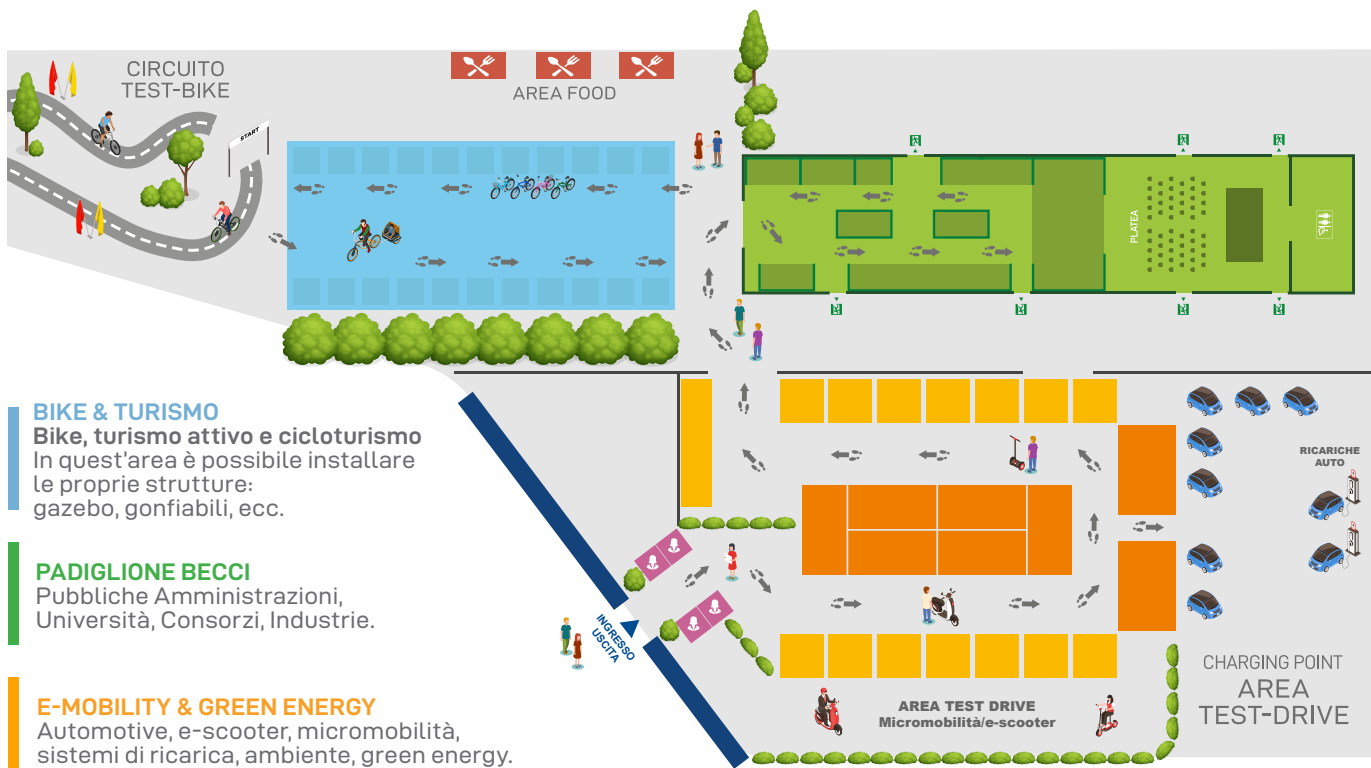 CIRCUITO
TEST-BIKE
START
AREA FOOD
PLATEA
BIKE & TURISMO
Bike, turismo attivo e cicloturismo
In quest'area è possibile installare
le proprie strutture:
gazebo, gonfiabili, ecc.
PADIGLIONE BECCI
Pubbliche Amministrazioni,
Università, Consorzi, Industrie.
E-MOBILITY & GREEN ENERGY
Automotive, e-scooter, micromobilità,
sistemi di ricarica, ambiente, green energy.
INGRESSO
USCITA
RICARICHE
AUTO
AREA TEST DRIVE
Micromobilità/e-scooter
CHARGING POINT
AREA
TEST-DRIVE